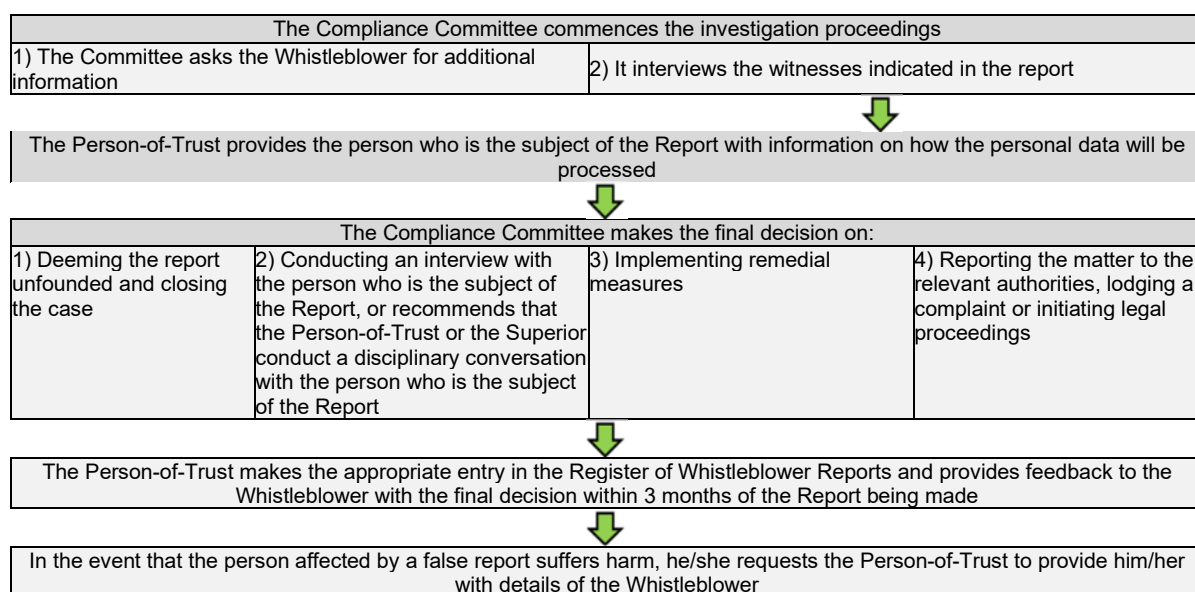 The Compliance Committee commences the investigation proceedings
1) The Committee asks the Whistleblower for additional
information
2) It interviews the witnesses indicated in the report
The Person-of-Trust provides the person who is the subject of the Report with information on how the personal data will be
processed
The Compliance Committee makes the final decision on:
1) Deeming the report
unfounded and closing
the case
2) Conducting an interview with
the person who is the subject of
the Report, or recommends that
the Person-of-Trust or the Superior
conduct a disciplinary conversation
with the person who is the subject
of the Report
3) Implementing remedial
measures
4) Reporting the matter to the
relevant authorities, lodging a
complaint or initiating legal
proceedings
The Person-of-Trust makes the appropriate entry in the Register of Whistleblower Reports and provides feedback to the
Whistleblower with the final decision within 3 months of the Report being made
In the event that the person affected by a false report suffers harm, he/she requests the Person-of-Trust to provide him/her
with details of the Whistleblower